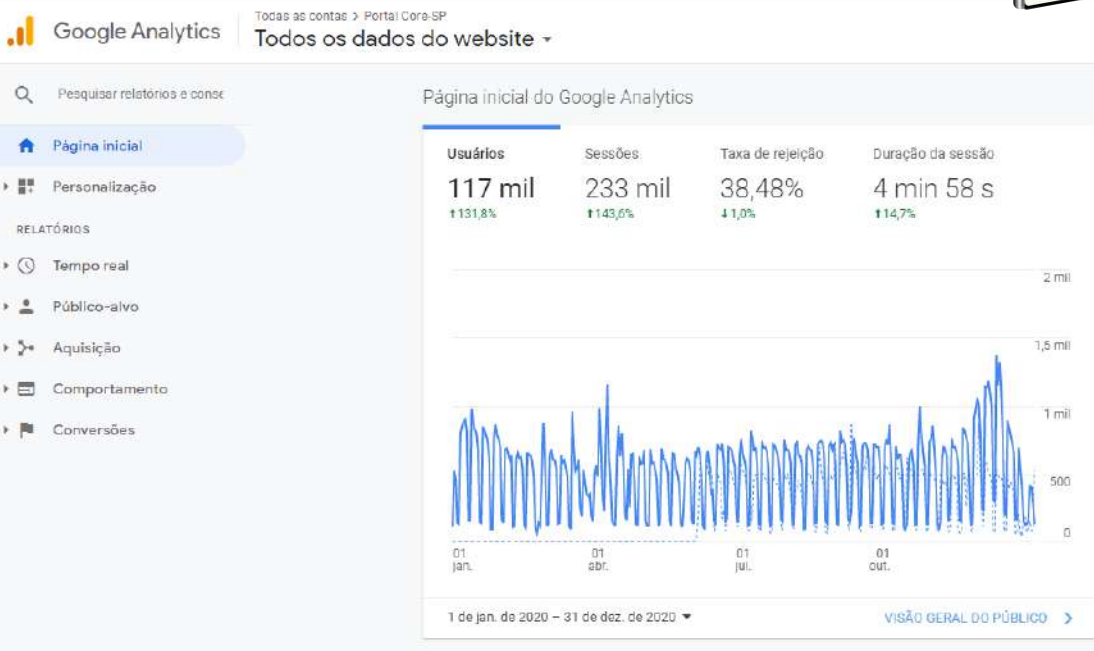 Google Analytics
Todas as contas > Portal Core-SP
Todos os dados do website
Pesquisar relatórios e conse
Página inicial
Personalização
RELATÓRIOS
Tempo real
Público-alvo
Aquisição
Comportamento
Conversões
Página inicial do Google Analytics
Usuários
117 mil
↑131,8%
Sessões
233 mil
↑143,6%
Taxa de rejeição
38,48%
↓1,0%
Duração da sessão
4 min 58 s
↑14,7%
2 mil
1,5 mil
1 mil
500
0
01
jan.
01
abr.
01
jul.
01
out.
1 de jan. de 2020 – 31 de dez. de 2020
VISÃO GERAL DO PÚBLICO >